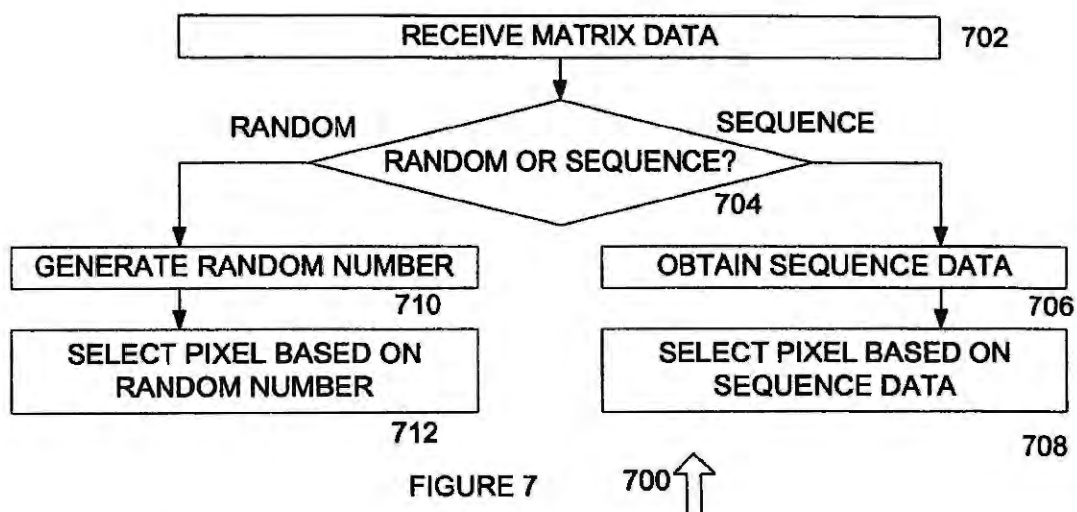 RECEIVE MATRIX DATA
702
RANDOM
SEQUENCE
RANDOM OR SEQUENCE?
704
GENERATE RANDOM NUMBER
710
OBTAIN SEQUENCE DATA
706
SELECT PIXEL BASED ON
RANDOM NUMBER
712
SELECT PIXEL BASED ON
SEQUENCE DATA
708
FIGURE 7
700